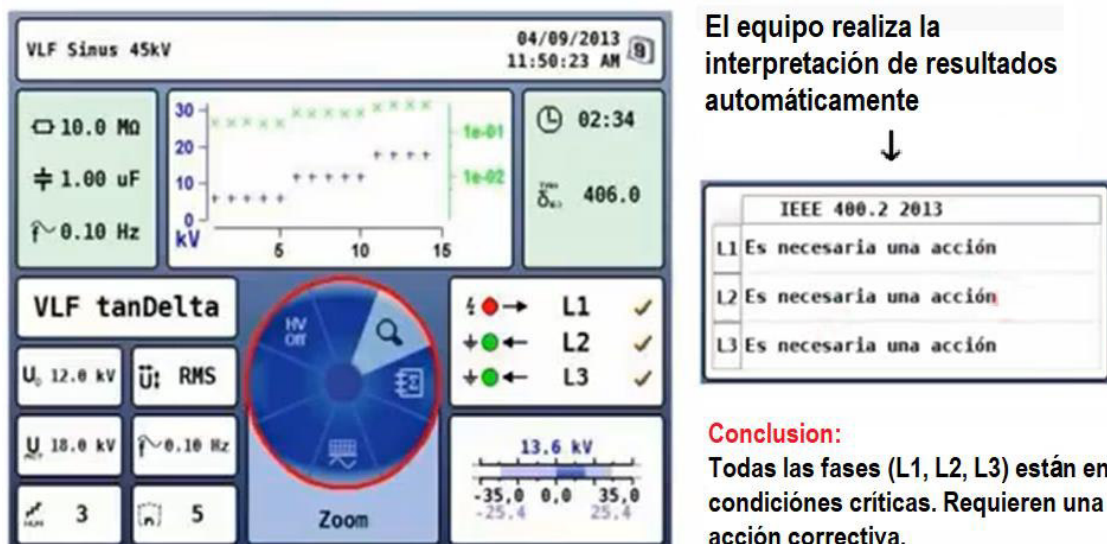 VLF Sinus 45kV
04/09/2013
11:50:23 AM
9
10.0 MΩ
1.00 uF
0.10 Hz
30
20
10
0
kV
5 10 15
1e-01
1e-02
02:34
406.0
VLF tanDelta
U₀ 12.0 kV
Û: RMS
18.0 kV
0.10 Hz
3
5
HV
Off
Zoom
L1
L2
L3
13.6 kV
-35,0 0,0 35,0
-25.4 25.4
El equipo realiza la
interpretación de resultados
automáticamente
IEEE 400.2 2013
L1 Es necesaria una acción
L2 Es necesaria una acción
L3 Es necesaria una acción
Conclusion:
Todas las fases (L1, L2, L3) están en
condiciónes críticas. Requieren una
acción correctiva.